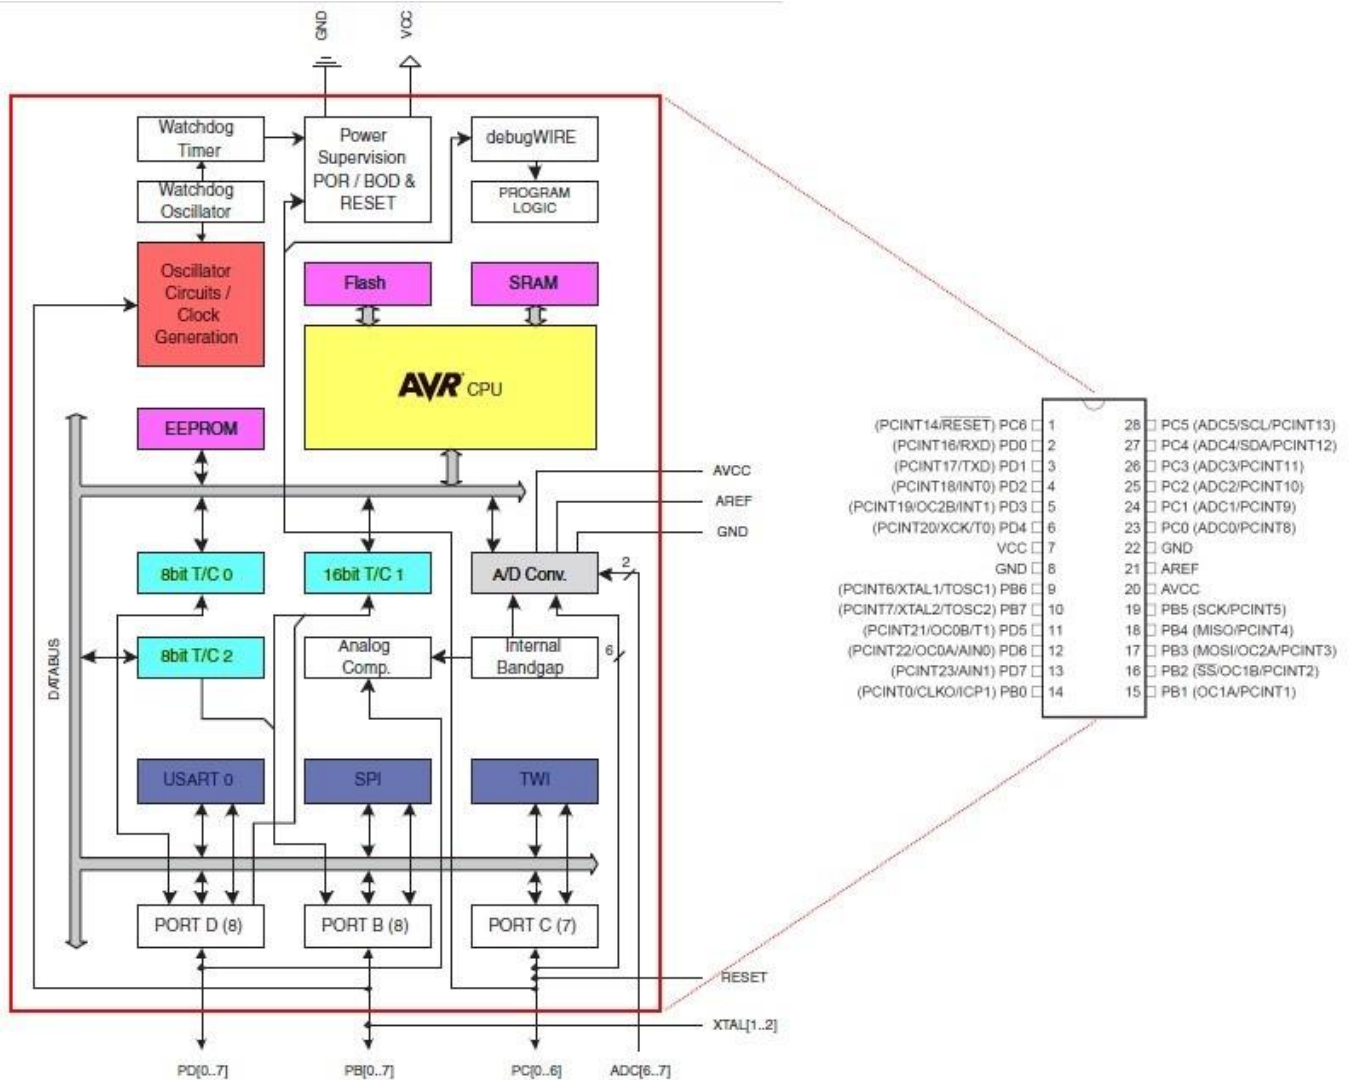 GND
VCC
Watchdog
Timer
Power
Supervision
POR / BOD &
RESET
debugWIRE
Watchdog
Oscillator
PROGRAM
LOGIC
Oscillator
Circuits /
Clock
Generation
Flash
SRAM
AVR CPU
EEPROM
AVCC
AREF
GND
8bit T/C 0
16bit T/C 1
A/D Conv.
2
8bit T/C 2
Analog
Comp.
Internal
Bandgap
6
DATABUS
USART 0
SPI
TWI
PORT D (8)
PORT B (8)
PORT C (7)
RESET
XTAL[1..2]
PD[0..7]
PB[0..7]
PC[0..6]
ADC[6..7]
(PCINT14/RESET) PC6 1 28 PC5 (ADC5/SCL/PCINT13)
(PCINT16/RXD) PD0 2 27 PC4 (ADC4/SDA/PCINT12)
(PCINT17/TXD) PD1 3 26 PC3 (ADC3/PCINT11)
(PCINT18/INT0) PD2 4 25 PC2 (ADC2/PCINT10)
(PCINT19/OC2B/INT1) PD3 5 24 PC1 (ADC1/PCINT9)
(PCINT20/XCK/T0) PD4 6 23 PC0 (ADC0/PCINT8)
VCC 7 22 GND
GND 8 21 AREF
(PCINT6/XTAL1/TOSC1) PB6 9 20 AVCC
(PCINT7/XTAL2/TOSC2) PB7 10 19 PB5 (SCK/PCINT5)
(PCINT21/OC0B/T1) PD5 11 18 PB4 (MISO/PCINT4)
(PCINT22/OC0A/AIN0) PD6 12 17 PB3 (MOSI/OC2A/PCINT3)
(PCINT23/AIN1) PD7 13 16 PB2 (SS/OC1B/PCINT2)
(PCINT0/CLKO/ICP1) PB0 14 15 PB1 (OC1A/PCINT1)